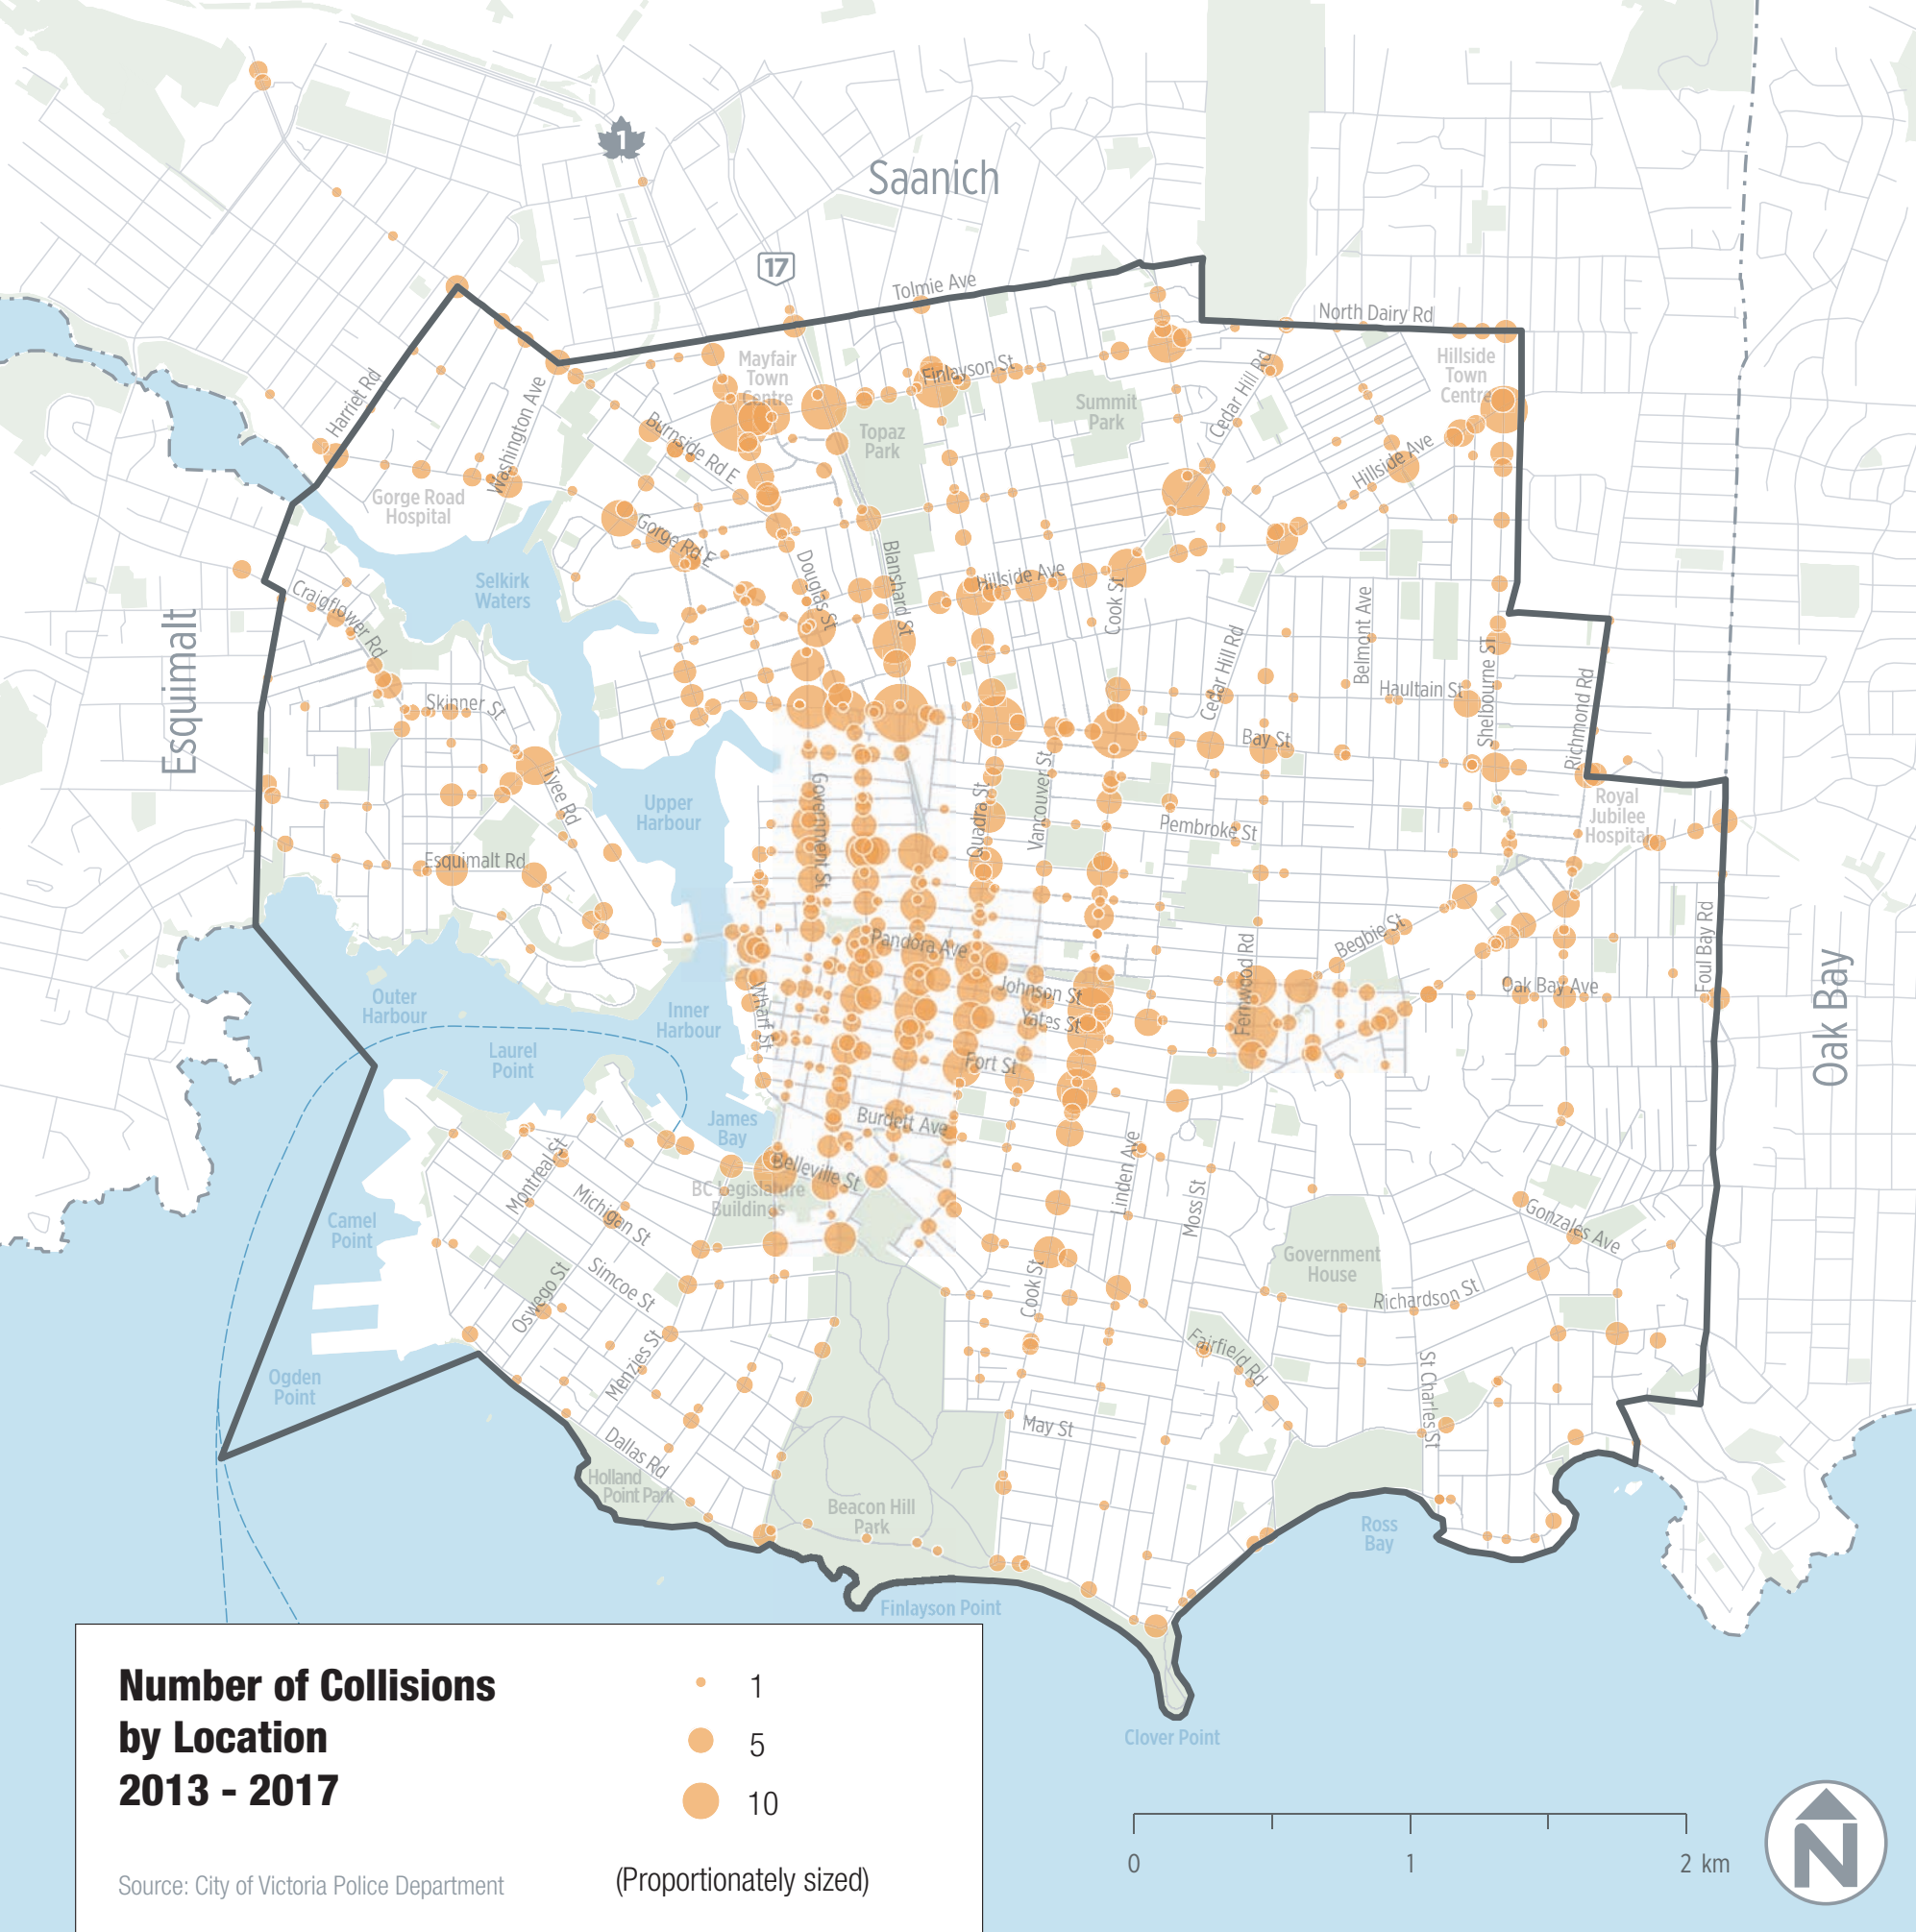 1
Saanich
17
Tolmie Ave
North Dairy Rd
Mayfair
Town
Centre
Finlayson St
Hillside
Town
Centre
Harriet Rd
Washington Ave
Burnside Rd E
Topaz
Park
Summit
Park
Cedar Hill Rd
Hillside Ave
Gorge Road
Hospital
Gorge Rd E
Selkirk
Waters
Douglas St
Blanshard St
Hillside Ave
Cook St
Craigflower Rd
Esquimalt
Skinner St
Cedar Hill Rd
Belmont Ave
Haultain St
Shelbourne ST
Richmond Rd
Bay St
Tyee Rd
Upper
Harbour
Government St
Quadra St
Vancouver St
Pembroke St
Royal
Jubilee
Hospital
Esquimalt Rd
Pandora Ave
Begbie St
Fernwood Rd
Foul Bay Rd
Oak Bay
Outer
Harbour
Inner
Harbour
Wharf St
Johnson St
Yates St
Oak Bay Ave
Laurel
Point
Fort St
James
Bay
Burdett Ave
Montreal St
Belleville St
BC Legislature
Buildings
Linden Ave
Moss St
Camel
Point
Michigan St
Government
House
Gonzales Ave
Simcoe St
Oswego St
Cook St
Richardson St
Menzies St
Fairfield Rd
St Charles St
Ogden
Point
May St
Dallas Rd
Holland
Point Park
Beacon Hill
Park
Ross
Bay
Finlayson Point
Clover Point
Number of Collisions
by Location
2013 - 2017
1
5
10
(Proportionately sized)
Source: City of Victoria Police Department
0 1 2 km
N